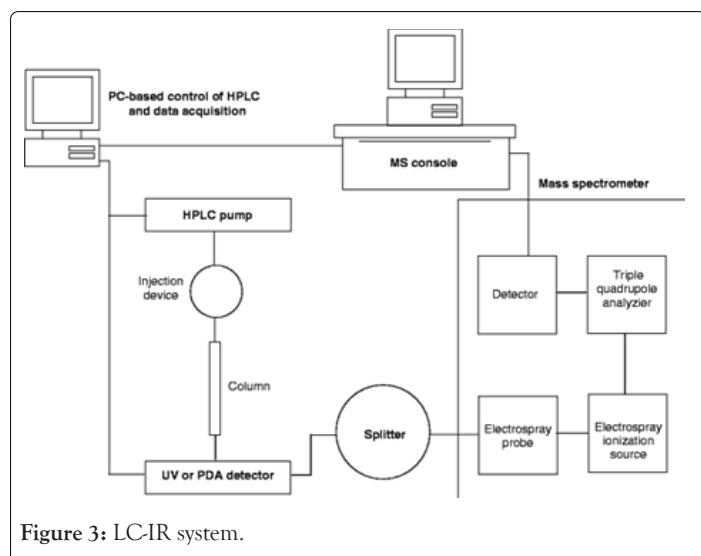 PC-based control of HPLC
and data acquisition
MS console
Mass spectrometer
HPLC pump
Injection
device
Detector
Triple
quadrupole
analyzier
Column
Splitter
Electrospray
probe
Electrospray
ionization
source
UV or PDA detector
Figure 3: LC-IR system.